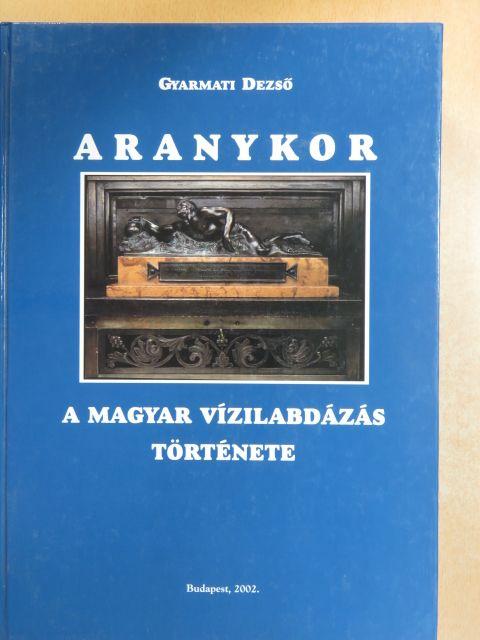 GYARMATI DEZSŐ
ARANYKOR
A MAGYAR VÍZILABDÁZÁS
TÖRTÉNETE
Budapest, 2002.